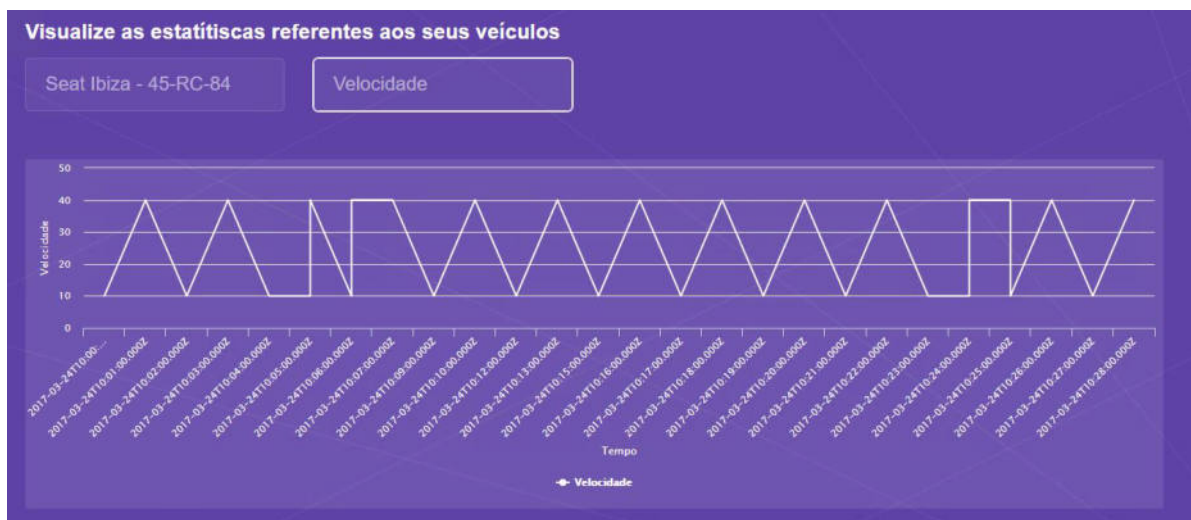 Visualize as estatítiscas referentes aos seus veículos
Seat Ibiza - 45-RC-84
Velocidade
50
40
30
20
10
0
Velocidade
2017-03-24T10:00:...
2017-03-24T10:01:00.000Z
2017-03-24T10:02:00.000Z
2017-03-24T10:03:00.000Z
2017-03-24T10:04:00.000Z
2017-03-24T10:05:00.000Z
2017-03-24T10:06:00.000Z
2017-03-24T10:07:00.000Z
2017-03-24T10:09:00.000Z
2017-03-24T10:10:00.000Z
2017-03-24T10:12:00.000Z
2017-03-24T10:13:00.000Z
2017-03-24T10:15:00.000Z
2017-03-24T10:16:00.000Z
2017-03-24T10:17:00.000Z
2017-03-24T10:18:00.000Z
2017-03-24T10:19:00.000Z
2017-03-24T10:20:00.000Z
2017-03-24T10:21:00.000Z
2017-03-24T10:22:00.000Z
2017-03-24T10:23:00.000Z
2017-03-24T10:24:00.000Z
2017-03-24T10:25:00.000Z
2017-03-24T10:26:00.000Z
2017-03-24T10:27:00.000Z
2017-03-24T10:28:00.000Z
Tempo
Velocidade